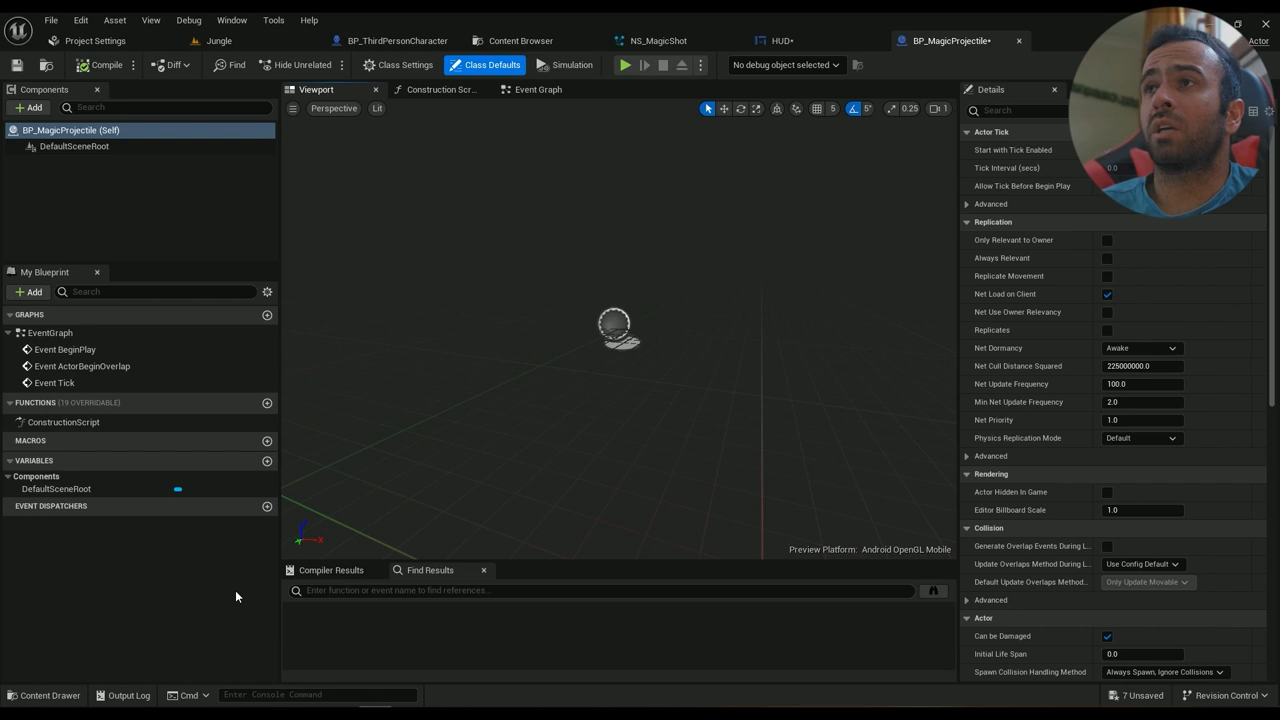 File Edit Asset View Debug Window Tools Help
Project Settings Jungle BP_ThirdPersonCharacter Content Browser NS_MagicShot HUD• BP_MagicProjectile• Actor
Compile Diff Find Hide Unrelated Class Settings Class Defaults Simulation No debug object selected
Components
Add Search
BP_MagicProjectile (Self)
DefaultSceneRoot
My Blueprint
Add Search
GRAPHS
EventGraph
Event BeginPlay
Event ActorBeginOverlap
Event Tick
FUNCTIONS (19 OVERRIDABLE)
ConstructionScript
MACROS
VARIABLES
Components
DefaultSceneRoot
EVENT DISPATCHERS
Viewport Construction Scr... Event Graph
Perspective Lit 5 5° 0.25 1
Preview Platform: Android OpenGL Mobile
Compiler Results Find Results
Enter function or event name to find references...
Details
Search
Actor Tick
Start with Tick Enabled
Tick Interval (secs) 0.0
Allow Tick Before Begin Play
Advanced
Replication
Only Relevant to Owner
Always Relevant
Replicate Movement
Net Load on Client
Net Use Owner Relevancy
Replicates
Net Dormancy Awake
Net Cull Distance Squared 225000000.0
Net Update Frequency 100.0
Min Net Update Frequency 2.0
Net Priority 1.0
Physics Replication Mode Default
Advanced
Rendering
Actor Hidden In Game
Editor Billboard Scale 1.0
Collision
Generate Overlap Events During L...
Update Overlaps Method During L... Use Config Default
Default Update Overlaps Method... Only Update Movable
Advanced
Actor
Can be Damaged
Initial Life Span 0.0
Spawn Collision Handling Method Always Spawn, Ignore Collisions
Content Drawer Output Log Cmd Enter Console Command 7 Unsaved Revision Control